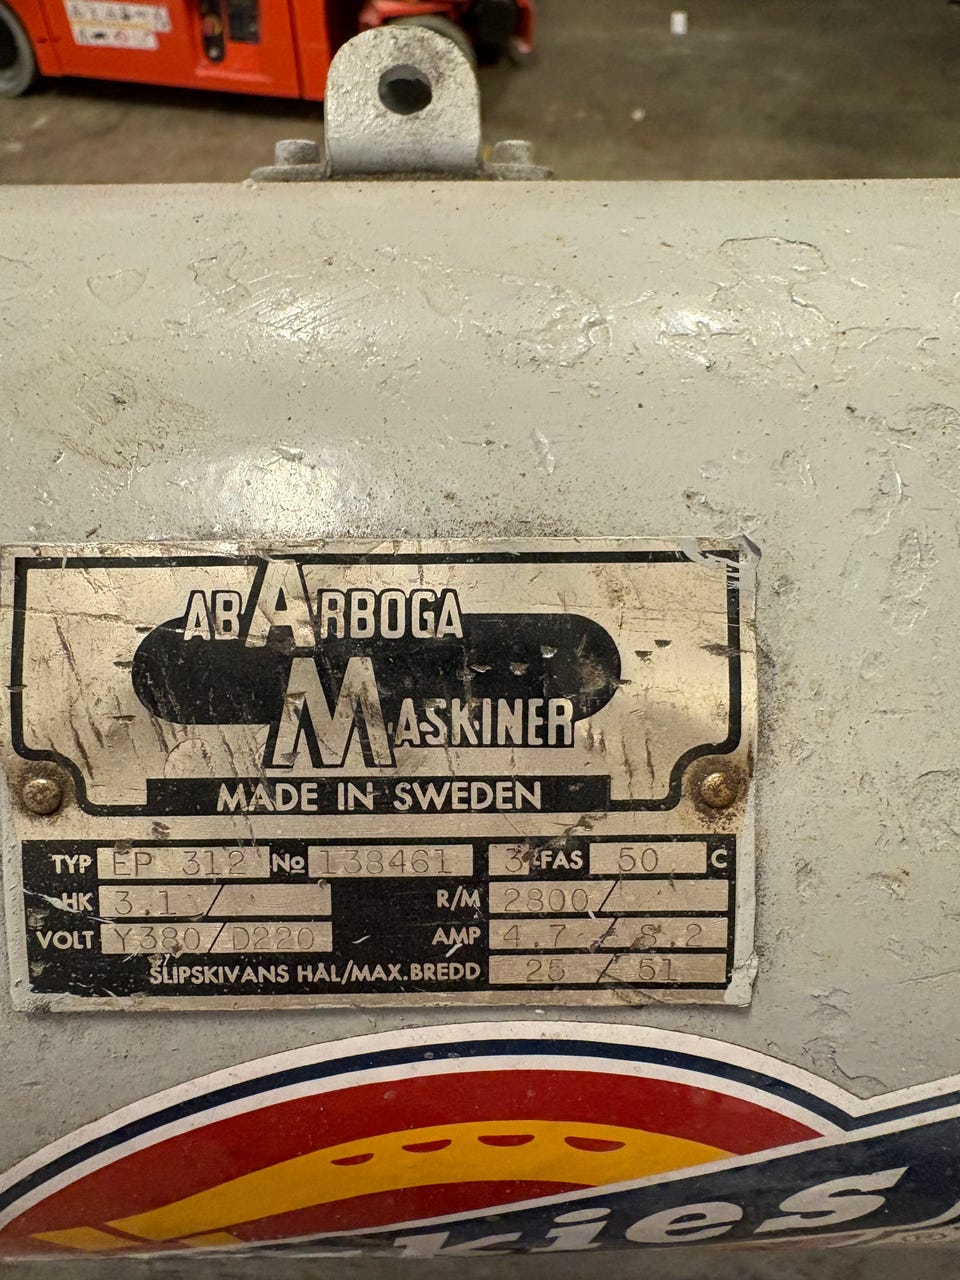 AB ARBOGA
MASKINER
MADE IN SWEDEN
TYP EP 312 No 138461 3-FAS 50 C
HK 3.1/ R/M 2800/
VOLT Y380/D220 AMP 4.7 / 8.2
SLIPSKIVANS HÅL/MAX.BREDD 25 / 51
kies
®